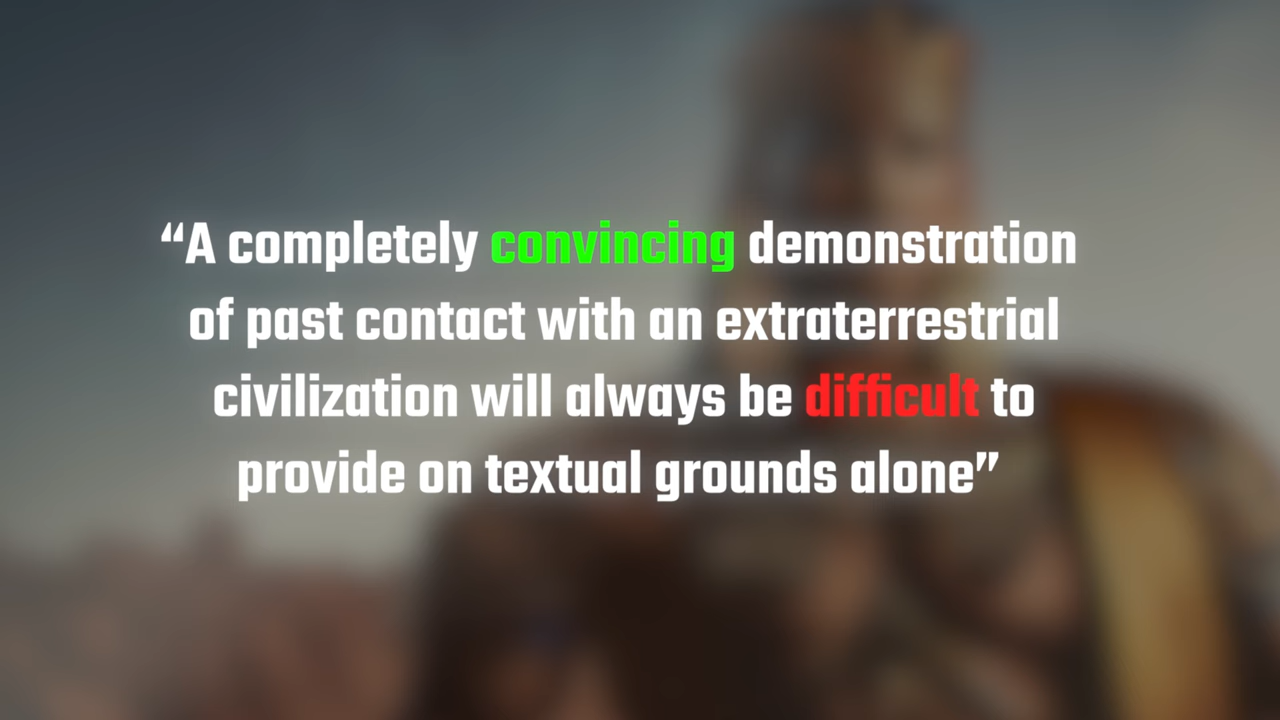 “A completely convincing demonstration
of past contact with an extraterrestrial
civilization will always be difficult to
provide on textual grounds alone”